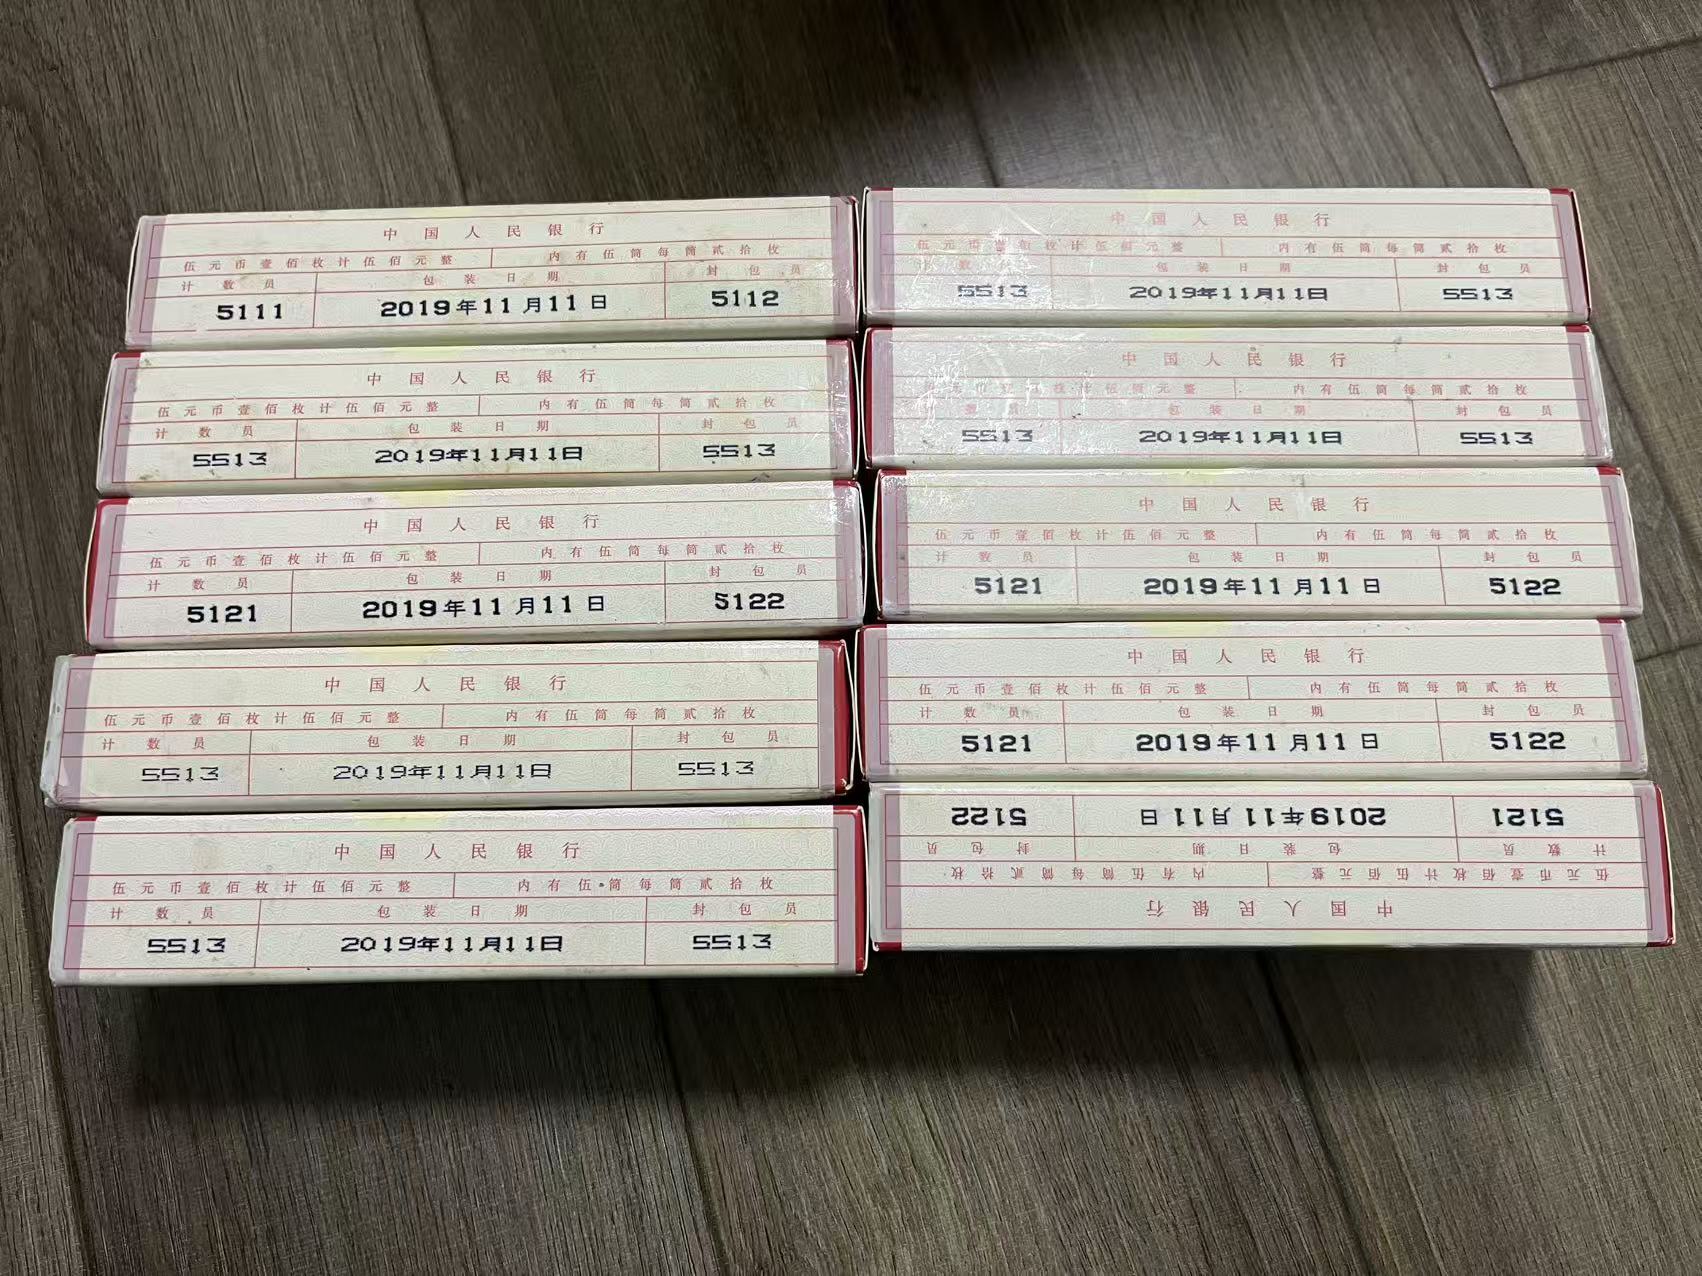 中国人民银行
伍元币壹佰枚计伍佰元整 内有伍筒每筒贰拾枚
计数员 包装日期 封包员
5111 2019年11月11日 5112
中国人民银行
伍元币壹佰枚计伍佰元整 内有伍筒每筒贰拾枚
计数员 包装日期 封包员
5513 2019年11月11日 5513
中国人民银行
伍元币壹佰枚计伍佰元整 内有伍筒每筒贰拾枚
计数员 包装日期 封包员
5121 2019年11月11日 5122
中国人民银行
伍元币壹佰枚计伍佰元整 内有伍筒每筒贰拾枚
计数员 包装日期 封包员
5513 2019年11月11日 5513
中国人民银行
伍元币壹佰枚计伍佰元整 内有伍筒每筒贰拾枚
计数员 包装日期 封包员
5513 2019年11月11日 5513
中国人民银行
伍元币壹佰枚计伍佰元整 内有伍筒每筒贰拾枚
计数员 包装日期 封包员
5513 2019年11月11日 5513
中国人民银行
伍元币壹佰枚计伍佰元整 内有伍筒每筒贰拾枚
数员 包装日期 封包员
5513 2019年11月11日 5513
中国人民银行
伍元币壹佰枚计伍佰元整 内有伍筒每筒贰拾枚
计数员 包装日期 封包员
5121 2019年11月11日 5122
中国人民银行
伍元币壹佰枚计伍佰元整 内有伍筒每筒贰拾枚
计数员 包装日期 封包员
5121 2019年11月11日 5122
中国人民银行
伍元币壹佰枚计伍佰元整 内有伍筒每筒贰拾枚
计数员 包装日期 封包员
5121 2019年11月11日 5122